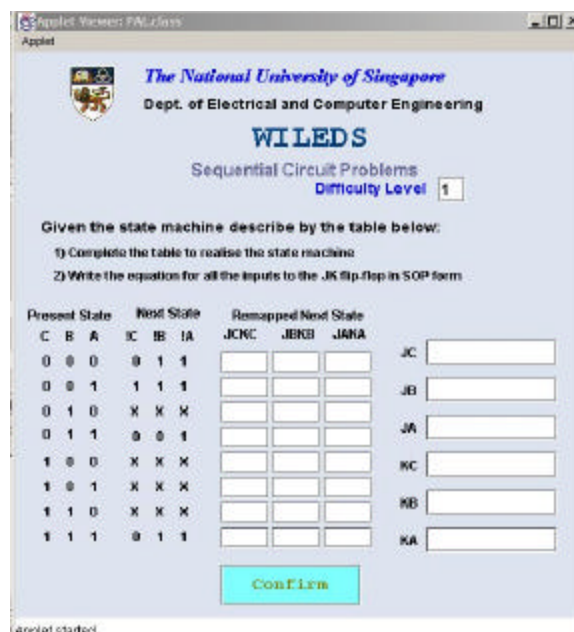 Applet Viewer: PAL.class
Applet
The National University of Singapore
Dept. of Electrical and Computer Engineering
WILEDS
Sequential Circuit Problems
Difficulty Level 1
Given the state machine describe by the table below:
1) Complete the table to realise the state machine
2) Write the equation for all the inputs to the JK flip-flop in SOP form
Present State Next State Remapped Next State
C B A !C !B !A JCKC JBKB JAKA
0 0 0 0 1 1
0 0 1 1 1 1
0 1 0 X X X
0 1 1 0 0 1
1 0 0 X X X
1 0 1 X X X
1 1 0 X X X
1 1 1 0 1 1
JC
JB
JA
KC
KB
KA
Confirm
Applet started.